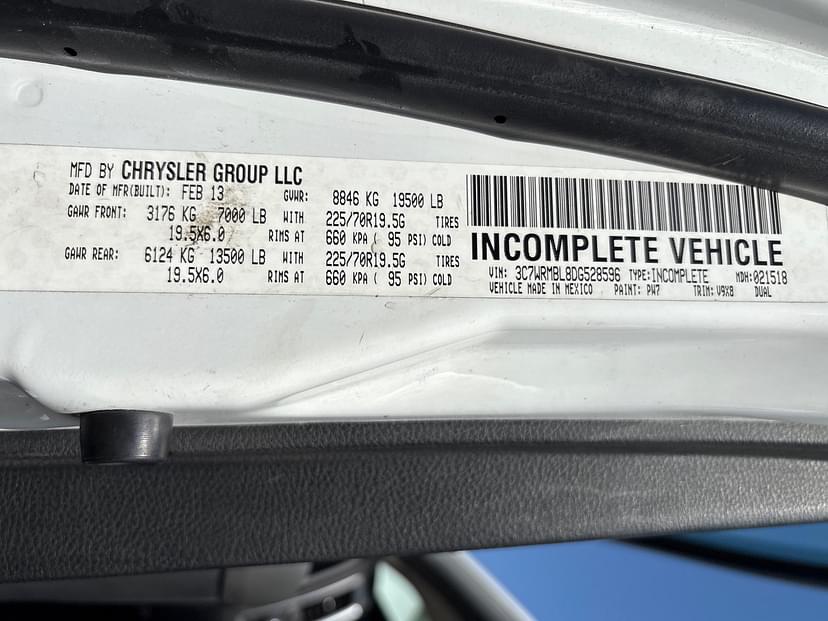 MFD BY CHRYSLER GROUP LLC
DATE OF MFR(BUILT): FEB 13 GVWR: 8846 KG 19500 LB
GAWR FRONT: 3176 KG 7000 LB WITH 225/70R19.5G TIRES
19.5X6.0 RIMS AT 660 KPA ( 95 PSI) COLD
GAWR REAR: 6124 KG 13500 LB WITH 225/70R19.5G TIRES
19.5X6.0 RIMS AT 660 KPA ( 95 PSI) COLD
INCOMPLETE VEHICLE
VIN: 3C7WRMBL8DG528596 TYPE:INCOMPLETE MDH:021518
VEHICLE MADE IN MEXICO PAINT: PW7 TRIM: V9X8 DUAL